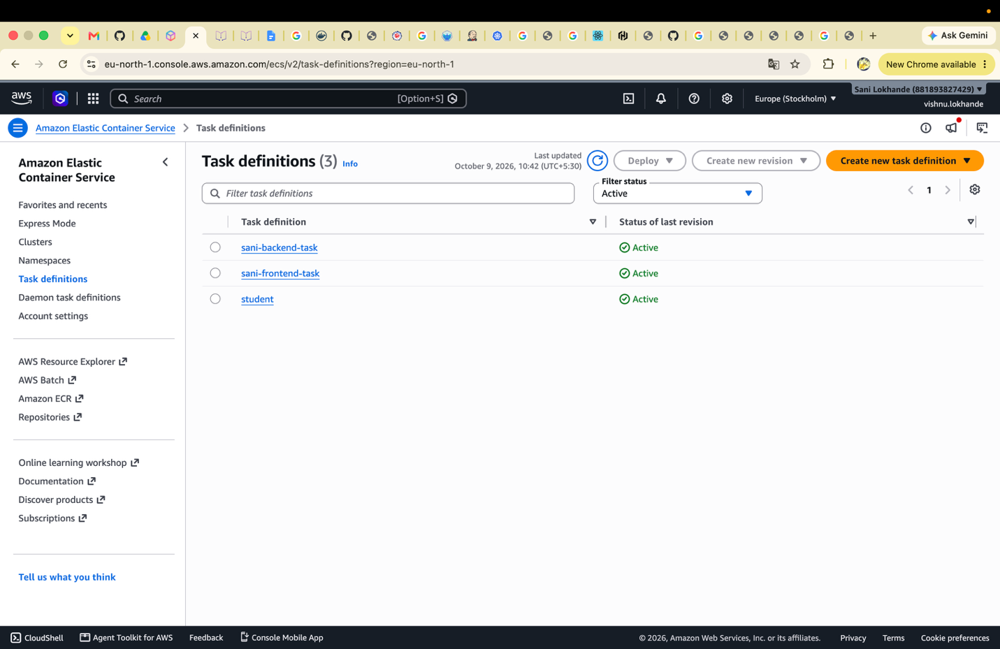 Ask Gemini
eu-north-1.console.aws.amazon.com/ecs/v2/task-definitions?region=eu-north-1
New Chrome available
aws
Search
[Option+S]
Europe (Stockholm)
Sani Lokhande (881893827429)
vishnu.lokhande
Amazon Elastic Container Service
Task definitions
Amazon Elastic
Container Service
Favorites and recents
Express Mode
Clusters
Namespaces
Task definitions
Daemon task definitions
Account settings
AWS Resource Explorer
AWS Batch
Amazon ECR
Repositories
Online learning workshop
Documentation
Discover products
Subscriptions
Tell us what you think
Task definitions (3) Info
Last updated
October 9, 2026, 10:42 (UTC+5:30)
Deploy
Create new revision
Create new task definition
Filter task definitions
Filter status
Active
1
Task definition
Status of last revision
sani-backend-task
Active
sani-frontend-task
Active
student
Active
CloudShell
Agent Toolkit for AWS
Feedback
Console Mobile App
© 2026, Amazon Web Services, Inc. or its affiliates.
Privacy
Terms
Cookie preferences